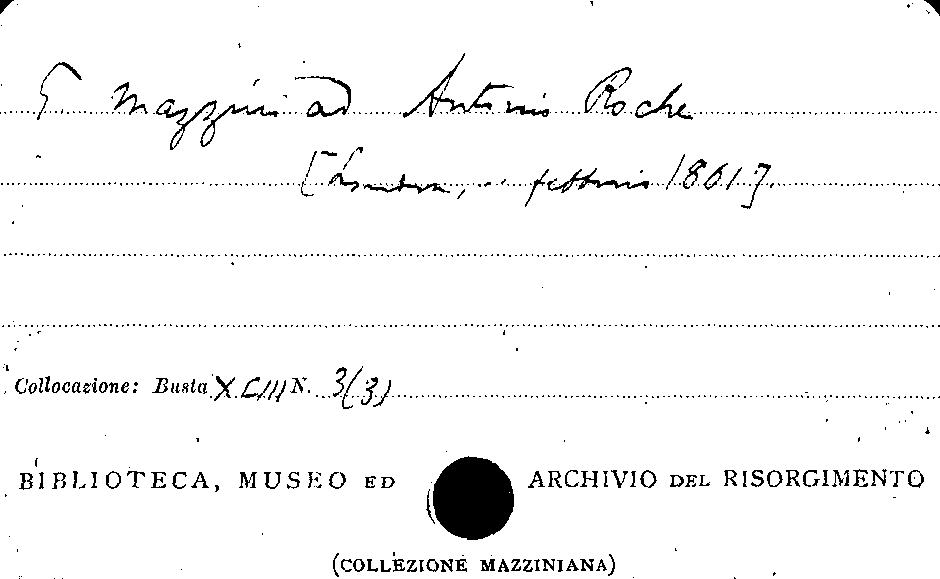 G Mazzini ad Antonio Roche
[Londra, .. febbraio 1861].
Collocazione: Busta XCIII N. 3(3)
BIBLIOTECA, MUSEO ED ARCHIVIO DEL RISORGIMENTO
(COLLEZIONE MAZZINIANA)